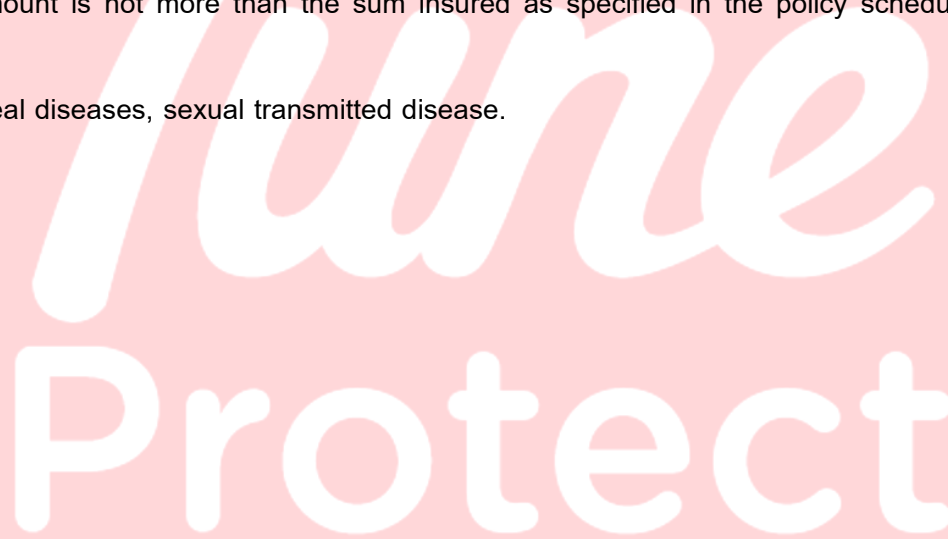 amount is not more than the sum insured as specified in the policy
eal diseases, sexual transmitted disease.
Tune
Protect